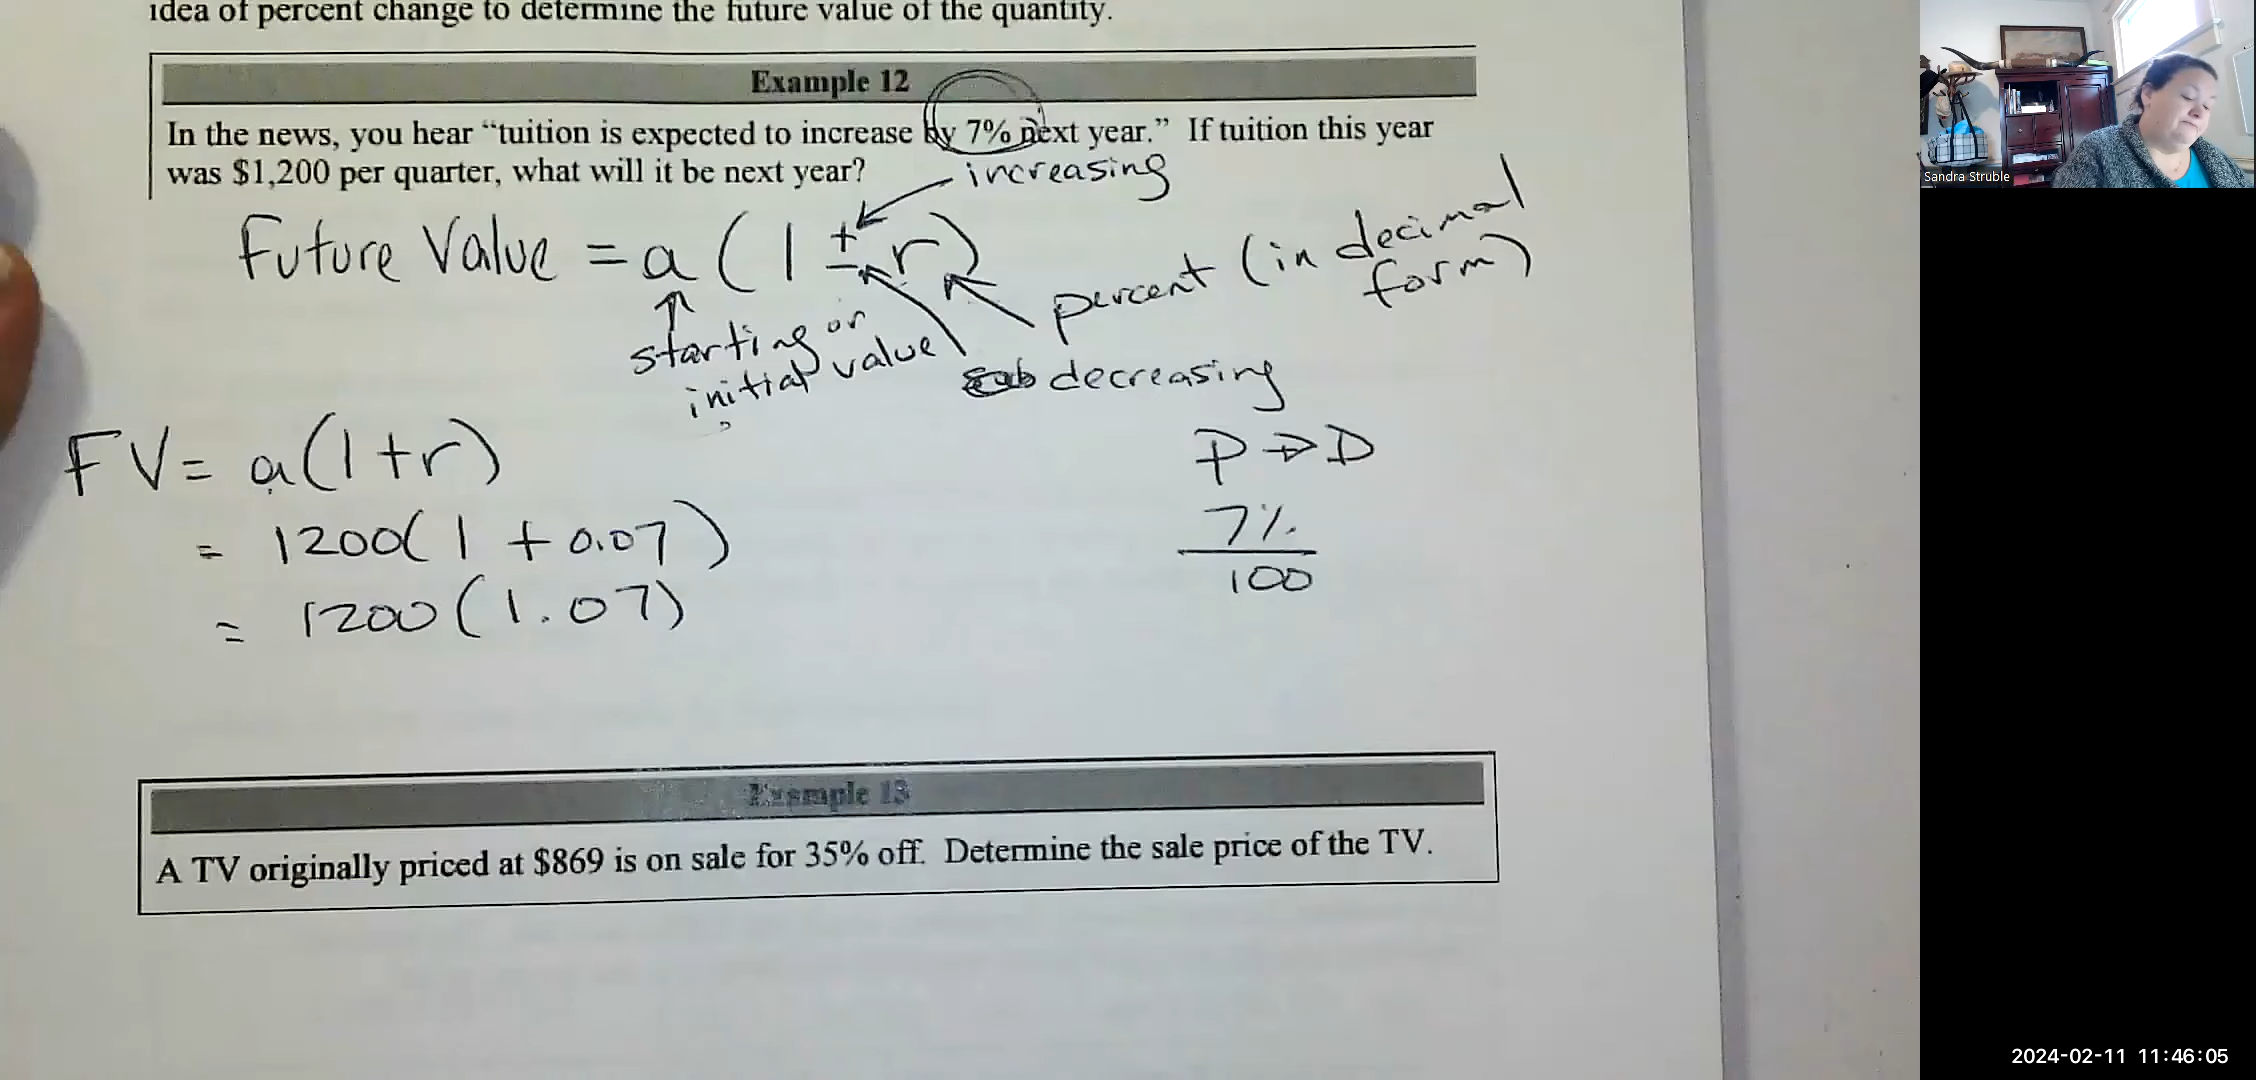 idea of percent change to determine the future value of the quantity.
Example 12
In the news, you hear “tuition is expected to increase by 7% next year.” If tuition this year
was $1,200 per quarter, what will it be next year?
increasing
Future Value = a (1 ± r)
percent (in decimal
form)
starting or
initial value
decreasing
FV = a(1+r)
= 1200(1 + 0.07)
= 1200(1.07)
P → D
7%
100
Example 13
A TV originally priced at $869 is on sale for 35% off. Determine the sale price of the TV.
Sandra Struble
2024-02-11 11:46:05